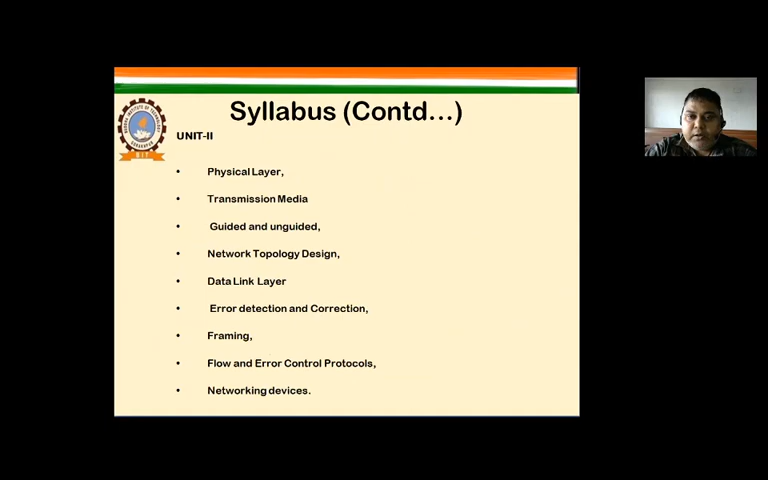 Syllabus (Contd...)
UNIT-II
• Physical Layer,
• Transmission Media
• Guided and unguided,
• Network Topology Design,
• Data Link Layer
• Error detection and Correction,
• Framing,
• Flow and Error Control Protocols,
• Networking devices.
BIT